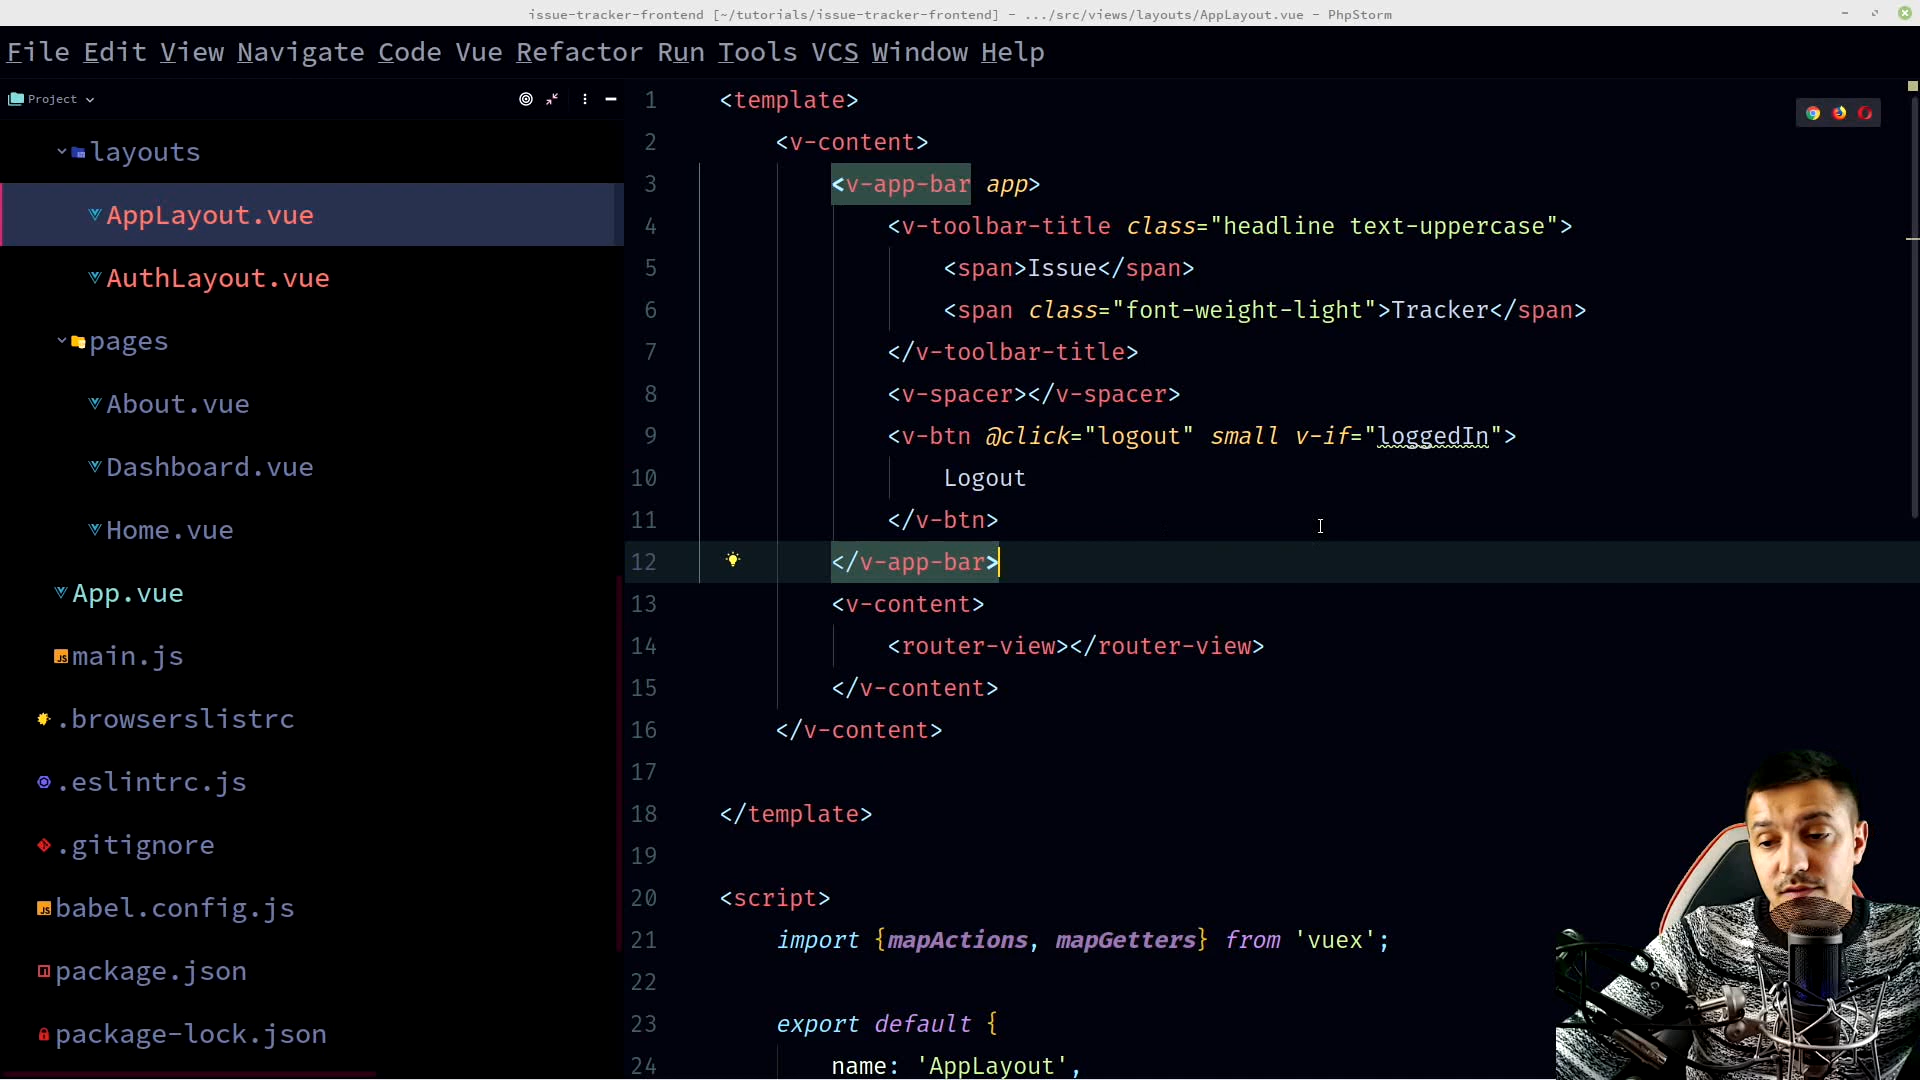 issue-tracker-frontend [~/tutorials/issue-tracker-frontend] - .../src/views/layouts/AppLayout.vue - PhpStorm
File Edit View Navigate Code Vue Refactor Run Tools VCS Window Help
Project
layouts
AppLayout.vue
AuthLayout.vue
pages
About.vue
Dashboard.vue
Home.vue
App.vue
main.js
.browserslistrc
.eslintrc.js
.gitignore
babel.config.js
package.json
package-lock.json
1 <template>
2 <v-content>
3 <v-app-bar app>
4 <v-toolbar-title class="headline text-uppercase">
5 <span>Issue</span>
6 <span class="font-weight-light">Tracker</span>
7 </v-toolbar-title>
8 <v-spacer></v-spacer>
9 <v-btn @click="logout" small v-if="loggedIn">
10 Logout
11 </v-btn>
12 </v-app-bar>
13 <v-content>
14 <router-view></router-view>
15 </v-content>
16 </v-content>
17
18 </template>
19
20 <script>
21 import {mapActions, mapGetters} from 'vuex';
22
23 export default {
24 name: 'AppLayout',